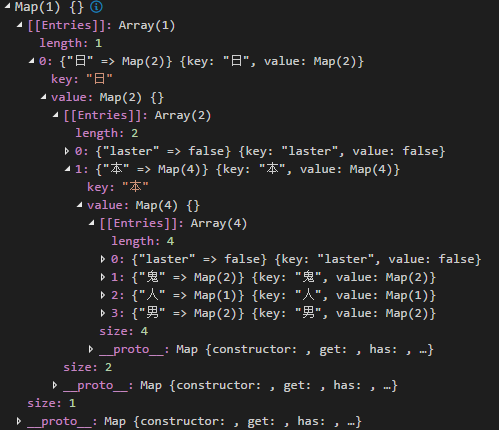 Map(1) {}
[[Entries]]: Array(1)
length: 1
0: {"日" => Map(2)} {key: "日", value: Map(2)}
key: "日"
value: Map(2) {}
[[Entries]]: Array(2)
length: 2
0: {"laster" => false} {key: "laster", value: false}
1: {"本" => Map(4)} {key: "本", value: Map(4)}
key: "本"
value: Map(4) {}
[[Entries]]: Array(4)
length: 4
0: {"laster" => false} {key: "laster", value: false}
1: {"鬼" => Map(2)} {key: "鬼", value: Map(2)}
2: {"人" => Map(1)} {key: "人", value: Map(1)}
3: {"男" => Map(2)} {key: "男", value: Map(2)}
size: 4
__proto__: Map {constructor: , get: , has: , …}
size: 2
__proto__: Map {constructor: , get: , has: , …}
size: 1
__proto__: Map {constructor: , get: , has: , …}